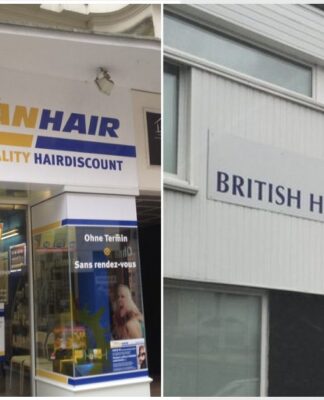 ANHAIR
ALITY HAIRDISCOUNT
Ohne Termin
Sans rendez-vous
BRITISH H